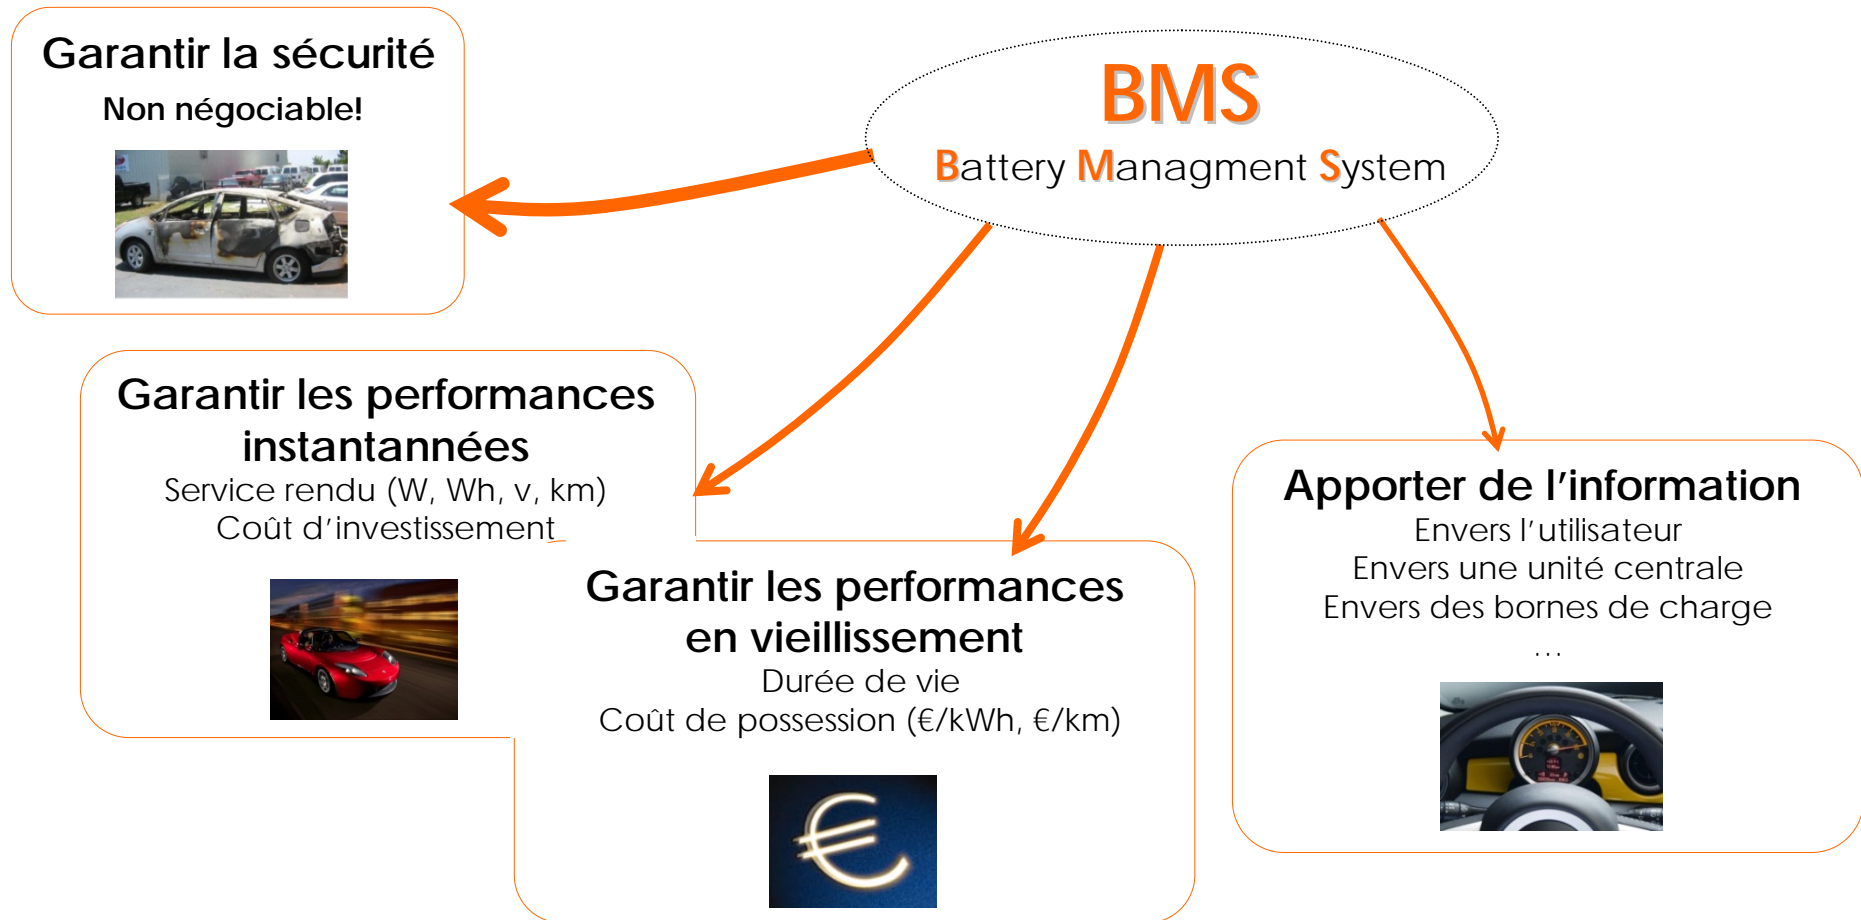 Garantir la sécurité
Non négociable!
BMS
Battery Managment System
Garantir les performances
instantannées
Service rendu (W, Wh, v, km)
Coût d'investissement
Garantir les performances
en vieillissement
Durée de vie
Coût de possession (€/kWh, €/km)
€
Apporter de l'information
Envers l'utilisateur
Envers une unité centrale
Envers des bornes de charge
...